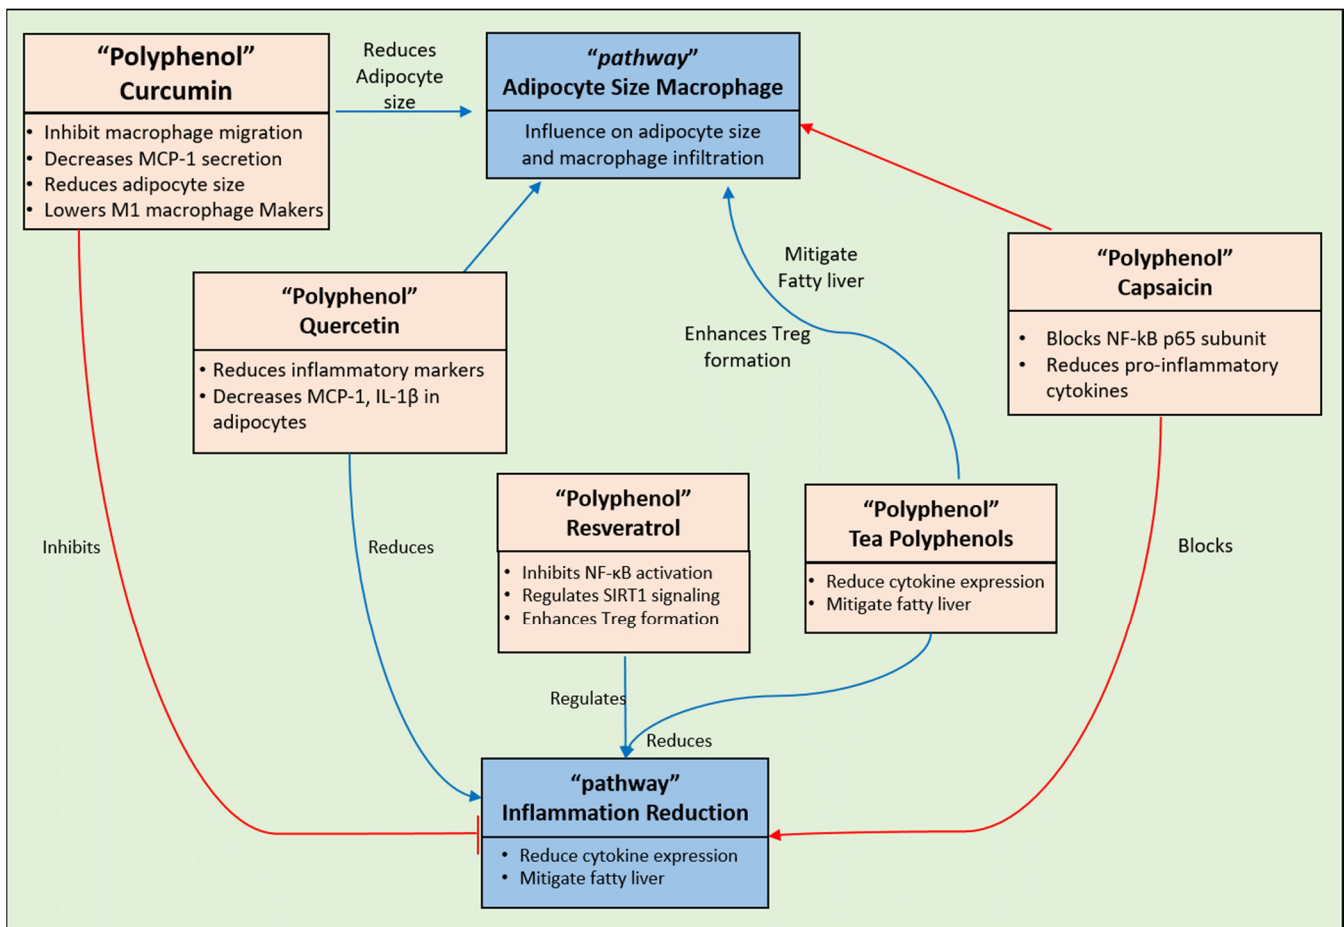 “Polyphenol”
Curcumin
• Inhibit macrophage migration
• Decreases MCP-1 secretion
• Reduces adipocyte size
• Lowers M1 macrophage Makers
Reduces
Adipocyte
size
“pathway”
Adipocyte Size Macrophage
Influence on adipocyte size
and macrophage infiltration
“Polyphenol”
Quercetin
• Reduces inflammatory markers
• Decreases MCP-1, IL-1β in
adipocytes
Mitigate
Fatty liver
Enhances Treg
formation
“Polyphenol”
Capsaicin
• Blocks NF-kB p65 subunit
• Reduces pro-inflammatory
cytokines
“Polyphenol”
Resveratrol
• Inhibits NF-κB activation
• Regulates SIRT1 signaling
• Enhances Treg formation
“Polyphenol”
Tea Polyphenols
• Reduce cytokine expression
• Mitigate fatty liver
Inhibits
Reduces
Blocks
Regulates
Reduces
“pathway”
Inflammation Reduction
• Reduce cytokine expression
• Mitigate fatty liver